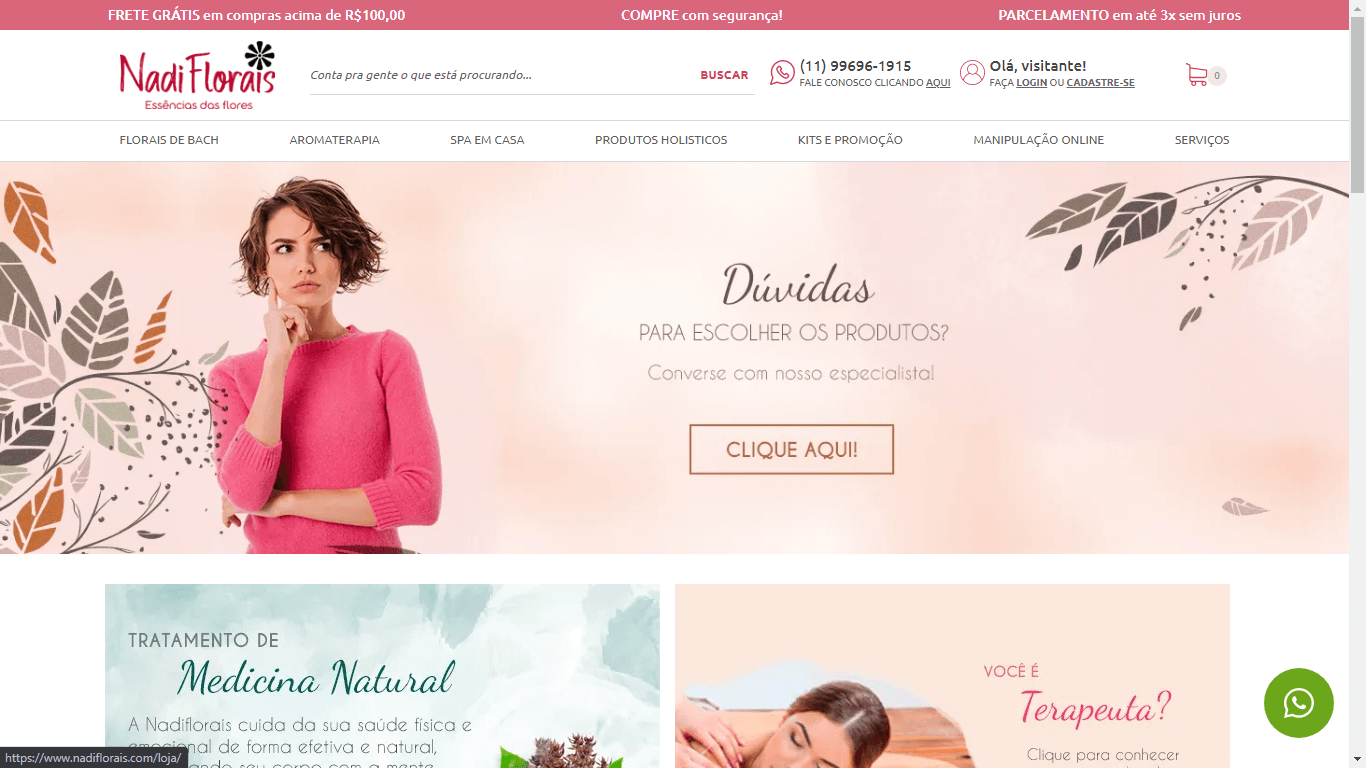 FRETE GRÁTIS em compras acima de R$100,00
COMPRE com segurança!
PARCELAMENTO em até 3x sem juros
NadiFlorais
Essências das flores
Conta pra gente o que está procurando...
BUSCAR
(11) 99696-1915
FALE CONOSCO CLICANDO AQUI
Olá, visitante!
FAÇA LOGIN OU CADASTRE-SE
0
FLORAIS DE BACH
AROMATERAPIA
SPA EM CASA
PRODUTOS HOLISTICOS
KITS E PROMOÇÃO
MANIPULAÇÃO ONLINE
SERVIÇOS
Dúvidas
PARA ESCOLHER OS PRODUTOS?
Converse com nosso especialista!
CLIQUE AQUI!
TRATAMENTO DE
Medicina Natural
A Nadiflorais cuida da sua saúde física e
emocional de forma efetiva e natural,
seu corpo com a mente
VOCÊ É
Terapeuta?
Clique para conhecer
https://www.nadiflorais.com/loja/